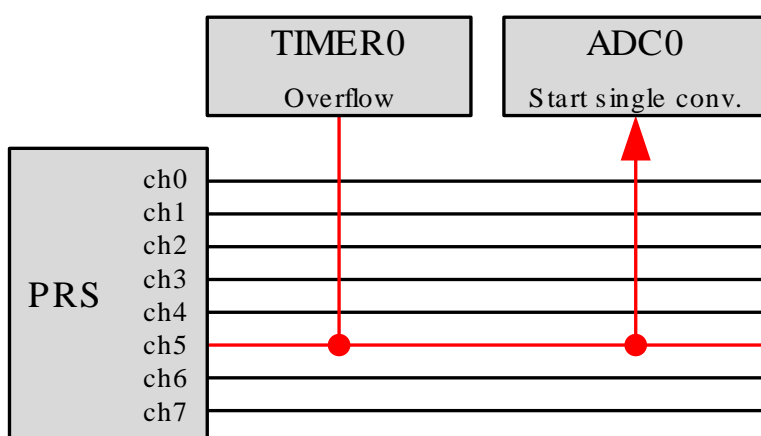 TIMER0
Overflow
ADC0
Start single conv.
PRS
ch0
ch1
ch2
ch3
ch4
ch5
ch6
ch7